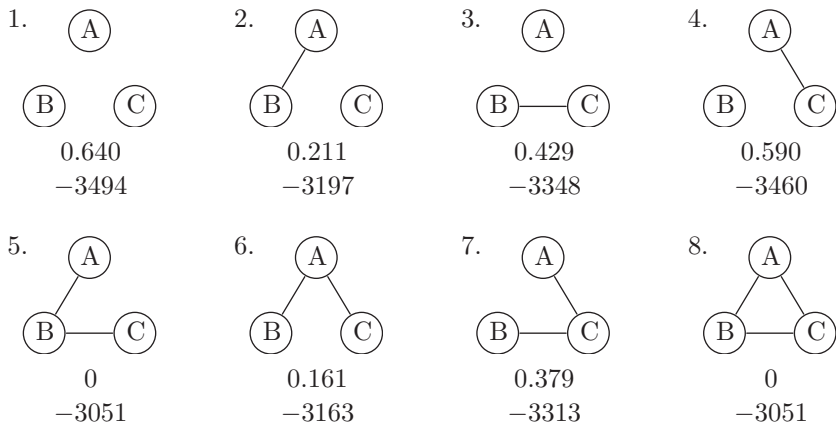 1. A 2. A 3. A 4. A
B C B C B C B C
0.640 0.211 0.429 0.590
−3494 −3197 −3348 −3460
5. A 6. A 7. A 8. A
B C B C B C B C
0 0.161 0.379 0
−3051 −3163 −3313 −3051